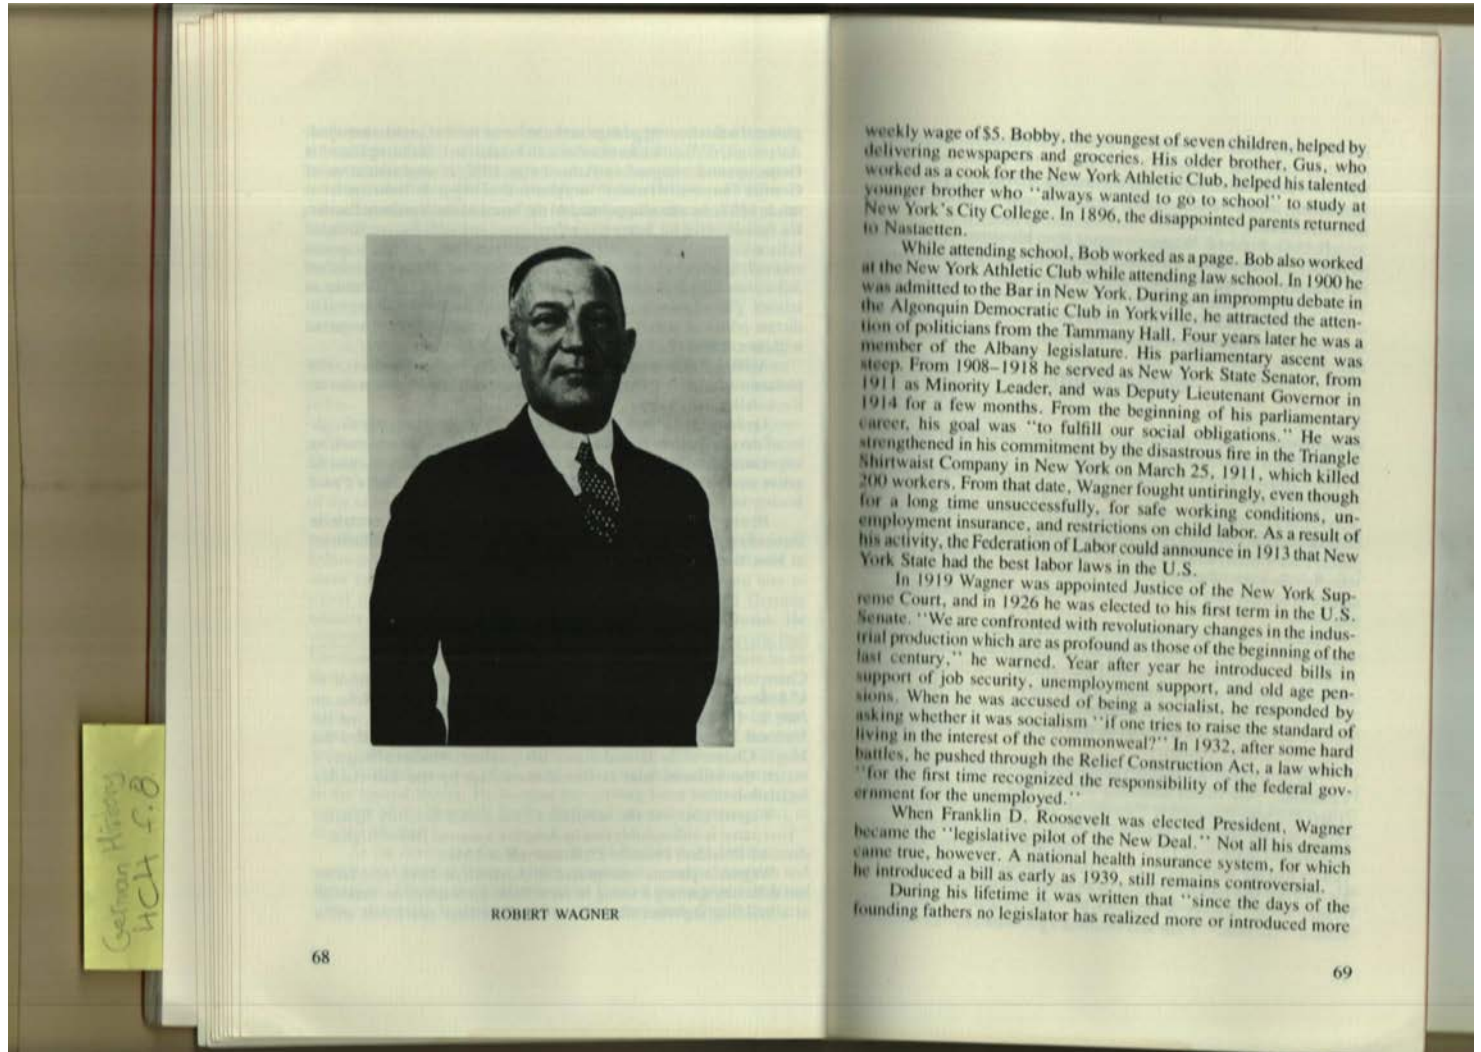 German History
HCH f.8
ROBERT WAGNER
68
weekly wage of $5. Bobby, the youngest of seven children, helped by
delivering newspapers and groceries. His older brother, Gus, who
worked as a cook for the New York Athletic Club, helped his talented
younger brother who "always wanted to go to school" to study at
New York's City College. In 1896, the disappointed parents returned
to Nastaetten.
While attending school, Bob worked as a page. Bob also worked
at the New York Athletic Club while attending law school. In 1900 he
was admitted to the Bar in New York. During an impromptu debate in
the Algonquin Democratic Club in Yorkville, he attracted the atten-
tion of politicians from the Tammany Hall. Four years later he was a
member of the Albany legislature. His parliamentary ascent was
steep. From 1908–1918 he served as New York State Senator, from
1911 as Minority Leader, and was Deputy Lieutenant Governor in
1914 for a few months. From the beginning of his parliamentary
career, his goal was "to fulfill our social obligations." He was
strengthened in his commitment by the disastrous fire in the Triangle
Shirtwaist Company in New York on March 25, 1911, which killed
200 workers. From that date, Wagner fought untiringly, even though
for a long time unsuccessfully, for safe working conditions, un-
employment insurance, and restrictions on child labor. As a result of
his activity, the Federation of Labor could announce in 1913 that New
York State had the best labor laws in the U.S.
In 1919 Wagner was appointed Justice of the New York Sup-
reme Court, and in 1926 he was elected to his first term in the U.S.
Senate. "We are confronted with revolutionary changes in the indus-
trial production which are as profound as those of the beginning of the
last century," he warned. Year after year he introduced bills in
support of job security, unemployment support, and old age pen-
sions. When he was accused of being a socialist, he responded by
asking whether it was socialism "if one tries to raise the standard of
living in the interest of the commonweal?" In 1932, after some hard
battles, he pushed through the Relief Construction Act, a law which
"for the first time recognized the responsibility of the federal gov-
ernment for the unemployed."
When Franklin D. Roosevelt was elected President, Wagner
became the "legislative pilot of the New Deal." Not all his dreams
came true, however. A national health insurance system, for which
he introduced a bill as early as 1939, still remains controversial.
During his lifetime it was written that "since the days of the
founding fathers no legislator has realized more or introduced more
69